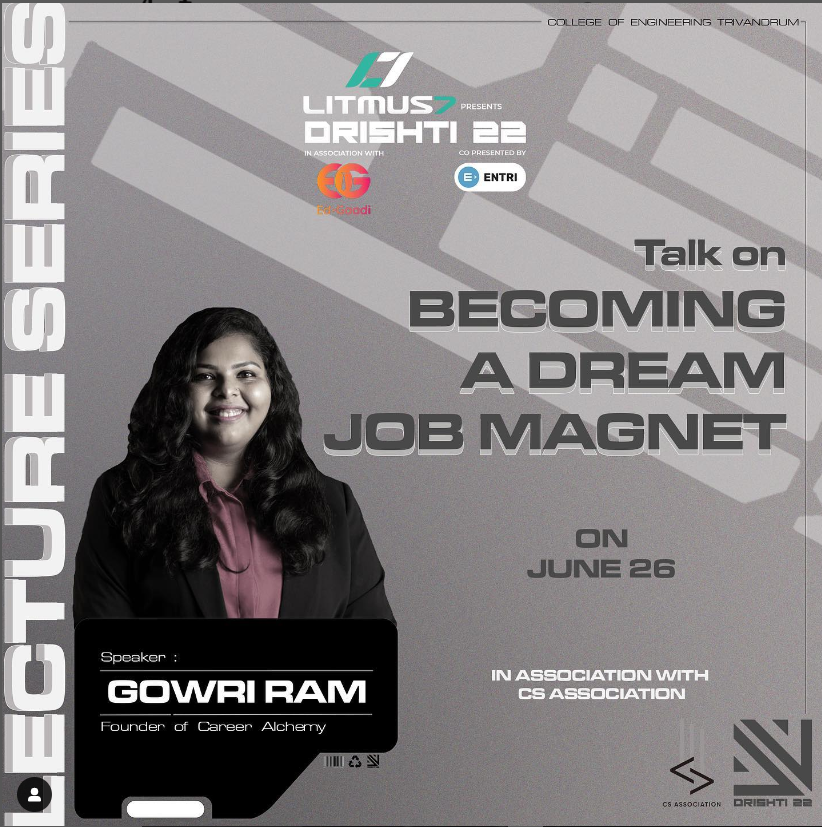 COLLEGE OF ENGINEERING TRIVANDRUM
LECTURE SERIES
LITMUS7 PRESENTS
DRISHTI 22
IN ASSOCIATION WITH
CO PRESENTED BY
EG
E
ENTRI
Talk on
BECOMING
A DREAM
JOB MAGNET
ON
JUNE 26
Speaker :
GOWRI RAM
Founder of Career Alchemy
IN ASSOCIATION WITH
CS ASSOCIATION
CS ASSOCIATION
DRISHTI 22